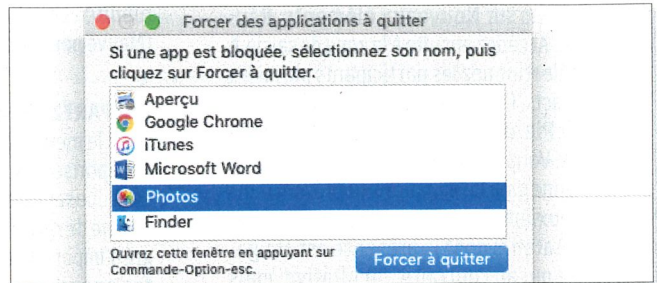 Forcer des applications à quitter
Si une app est bloquée, sélectionnez son nom, puis
cliquez sur Forcer à quitter.
Aperçu
Google Chrome
iTunes
Microsoft Word
Photos
Finder
Ouvrez cette fenêtre en appuyant sur
Commande-Option-esc.
Forcer à quitter